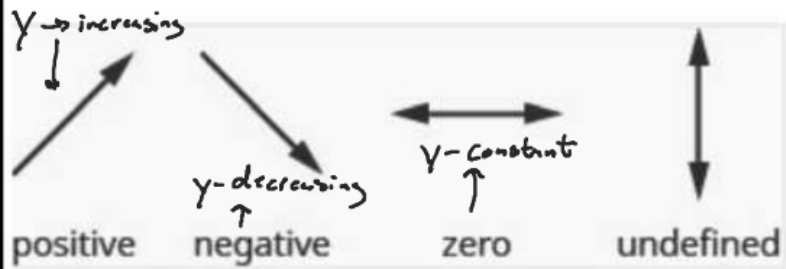 y → increasing
y-decreasing
y-constant
positive negative zero undefined